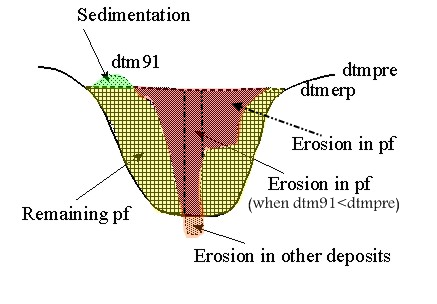 Sedimentation
dtm91
dtmpre
dtmerp
Erosion in pf
Erosion in pf
(when dtm91<dtmpre)
Remaining pf
Erosion in other deposits